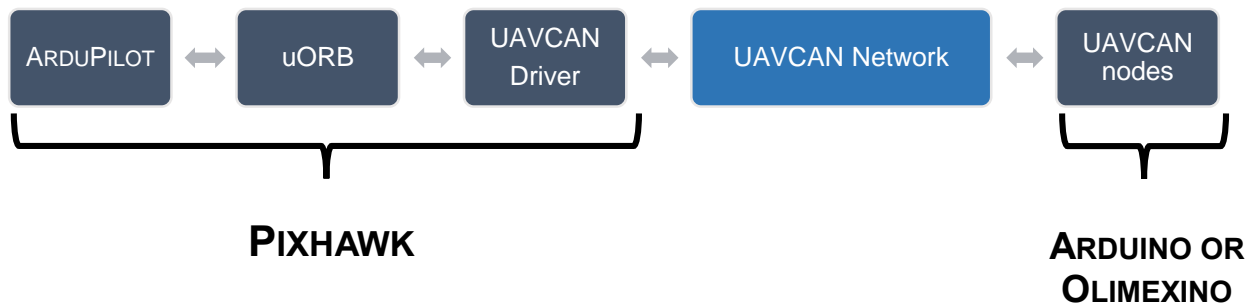 ARDUPILOT
uORB
UAVCAN
Driver
UAVCAN Network
UAVCAN
nodes
PIXHAWK
ARDUINO OR
OLIMEXINO